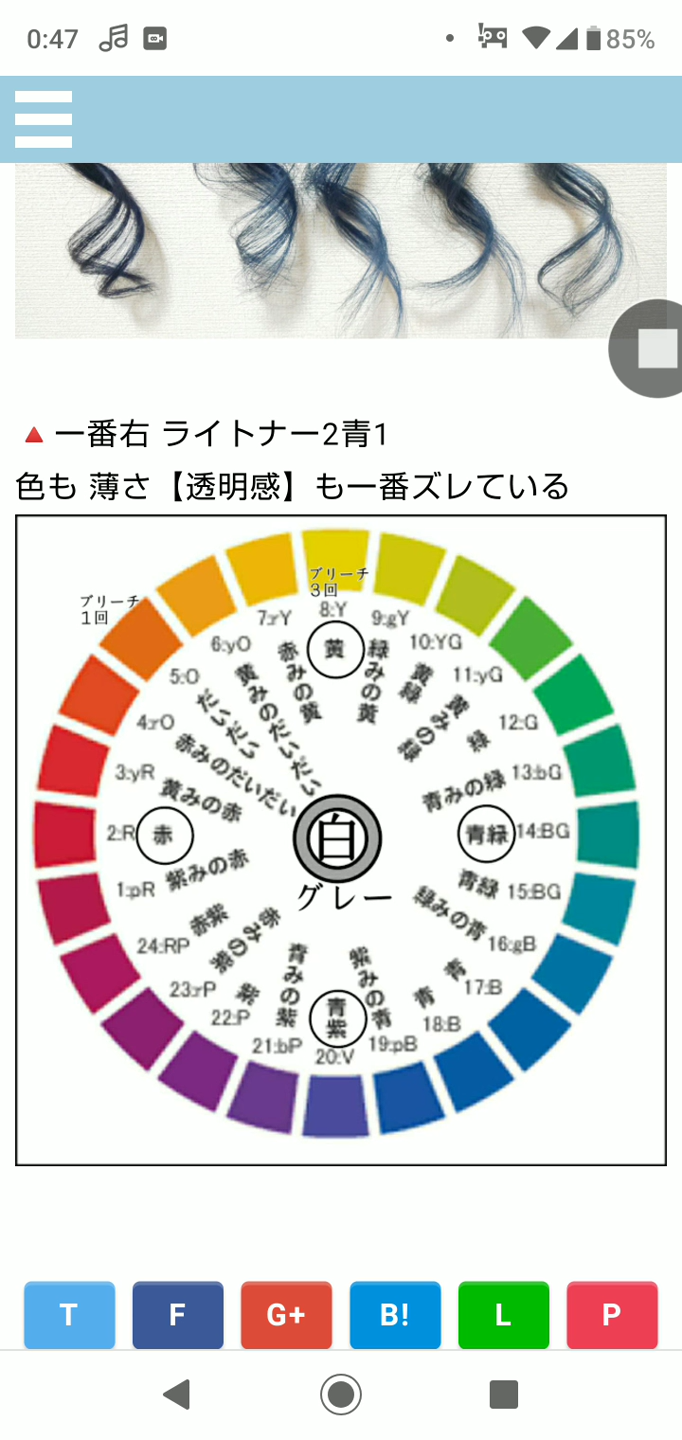 0:47
85%
🔺一番右 ライトナー2青1
色も 薄さ【透明感】も一番ズレている
ブリーチ
3回
ブリーチ
1回
8:Y
黄
9:gY
緑みの黄
10:YG
黄緑
11:yG
黄みの緑
12:G
緑
13:bG
青みの緑
14:BG
青緑
15:BG
青緑
16:gB
緑みの青
17:B
青
18:B
青
19:pB
紫みの青
20:V
青
紫
21:bP
青みの紫
22:P
紫
23:rP
赤みの紫
24:RP
赤紫
1:pR
紫みの赤
2:R
赤
3:yR
黄みの赤
4:rO
赤みのだいだい
5:O
だいだい
6:yO
黄みのだいだい
7:rY
赤みの黄
白
グレー
T
F
G+
B!
L
P